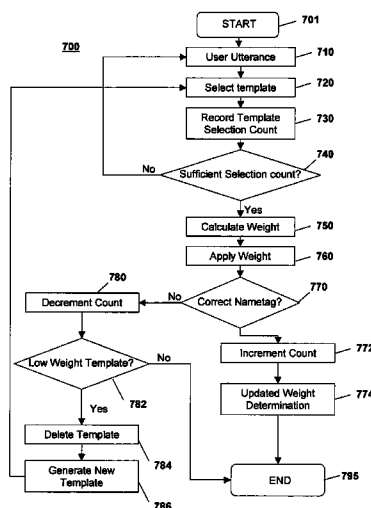 START
701
700
User Utterance
710
Select template
720
Record Template
Selection Count
730
740
No
Sufficient Selection count?
Yes
Calculate Weight
750
Apply Weight
760
780
Decrement Count
No
Correct Nametag?
770
Low Weight Template?
No
782
Increment Count
772
Yes
Updated Weight
Determination
774
Delete Template
784
Generate New
Template
786
END
795